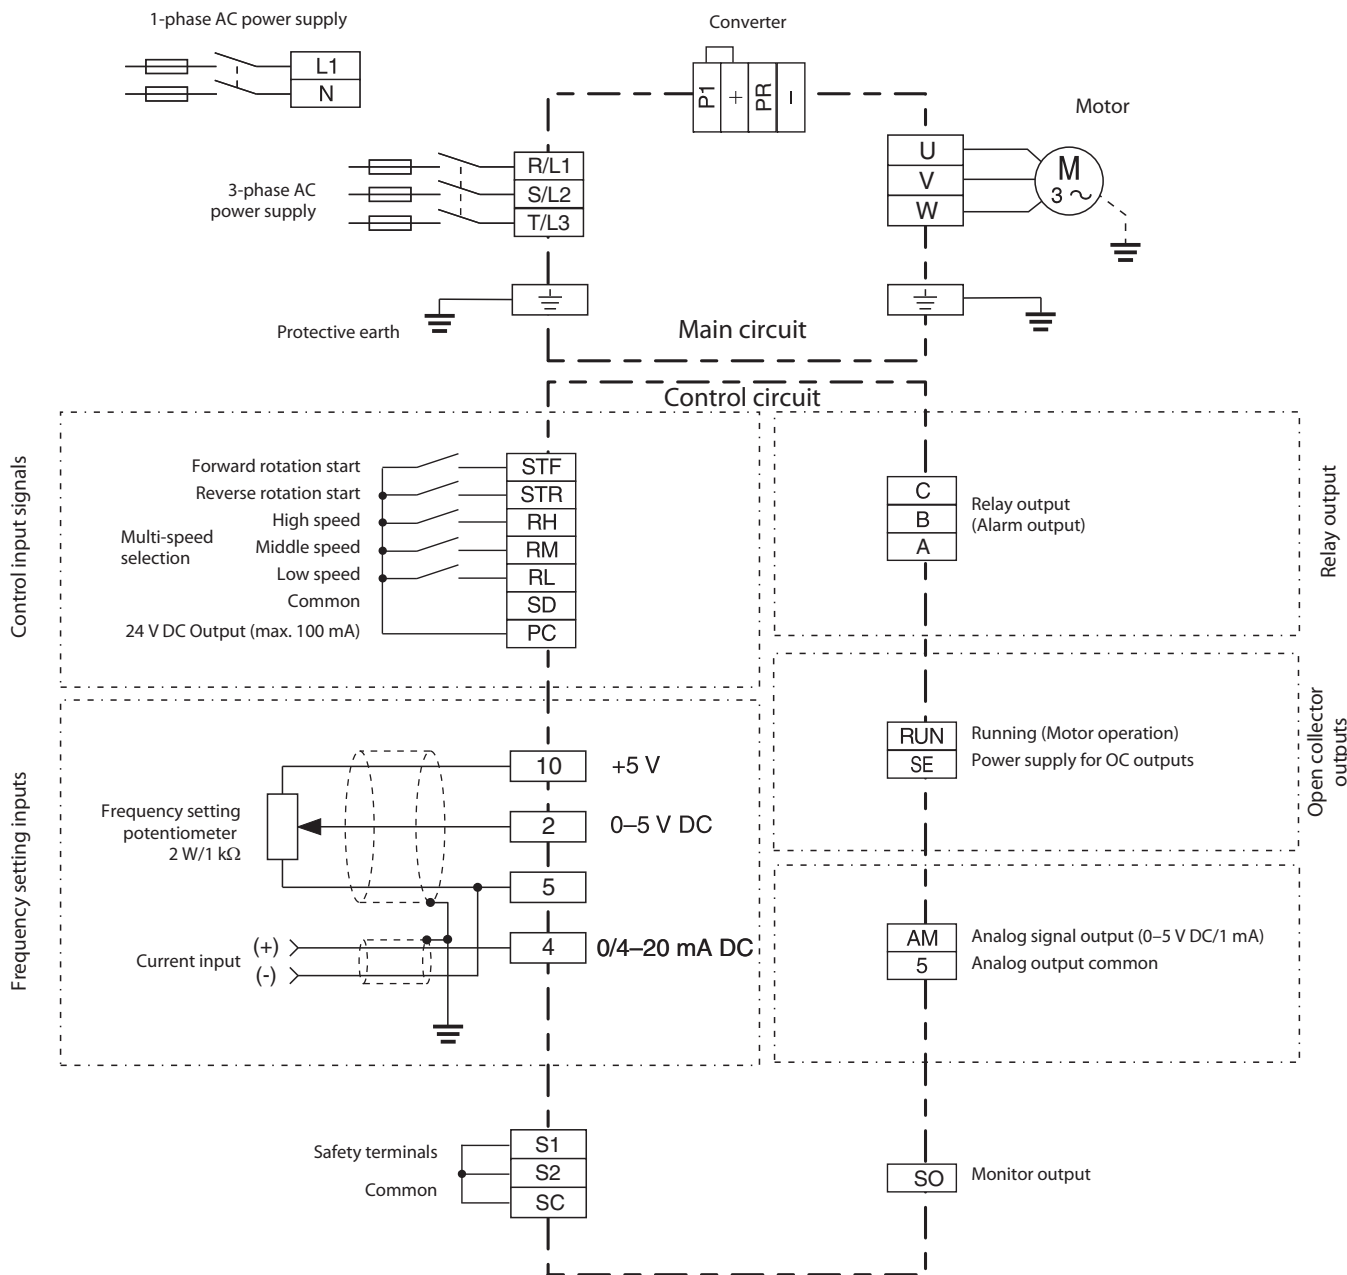 1-phase AC power supply
L1
N
Converter
P1
+
PR
–
Motor
3-phase AC
power supply
R/L1
S/L2
T/L3
U
V
W
M
3 ~
Protective earth
Main circuit
Control circuit
Control input signals
Forward rotation start
Reverse rotation start
High speed
Multi-speed
selection
Middle speed
Low speed
Common
24 V DC Output (max. 100 mA)
STF
STR
RH
RM
RL
SD
PC
C
B
A
Relay output
(Alarm output)
Relay output
Frequency setting inputs
Frequency setting
potentiometer
2 W/1 kΩ
10
+5 V
2
0–5 V DC
5
4
0/4–20 mA DC
Current input
(+)
(-)
RUN
Running (Motor operation)
SE
Power supply for OC outputs
Open collector
outputs
AM
Analog signal output (0–5 V DC/1 mA)
5
Analog output common
Safety terminals
Common
S1
S2
SC
SO
Monitor output